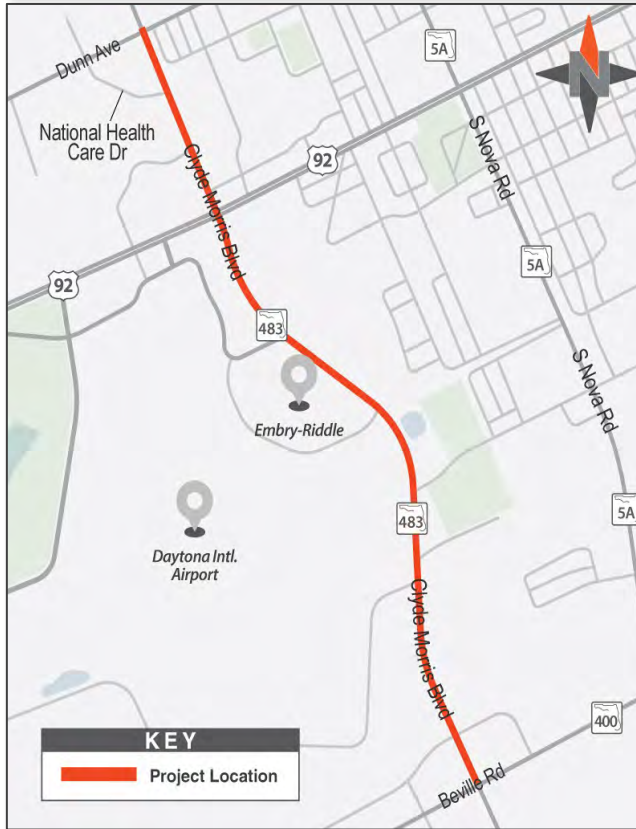 Dunn Ave
5A
N
National Health
Care Dr
92
S Nova Rd
Clyde Morris Blvd
5A
92
483
S Nova Rd
Embry-Riddle
5A
483
Daytona Intl.
Airport
Clyde Morris Blvd
400
KEY
Project Location
Beville Rd